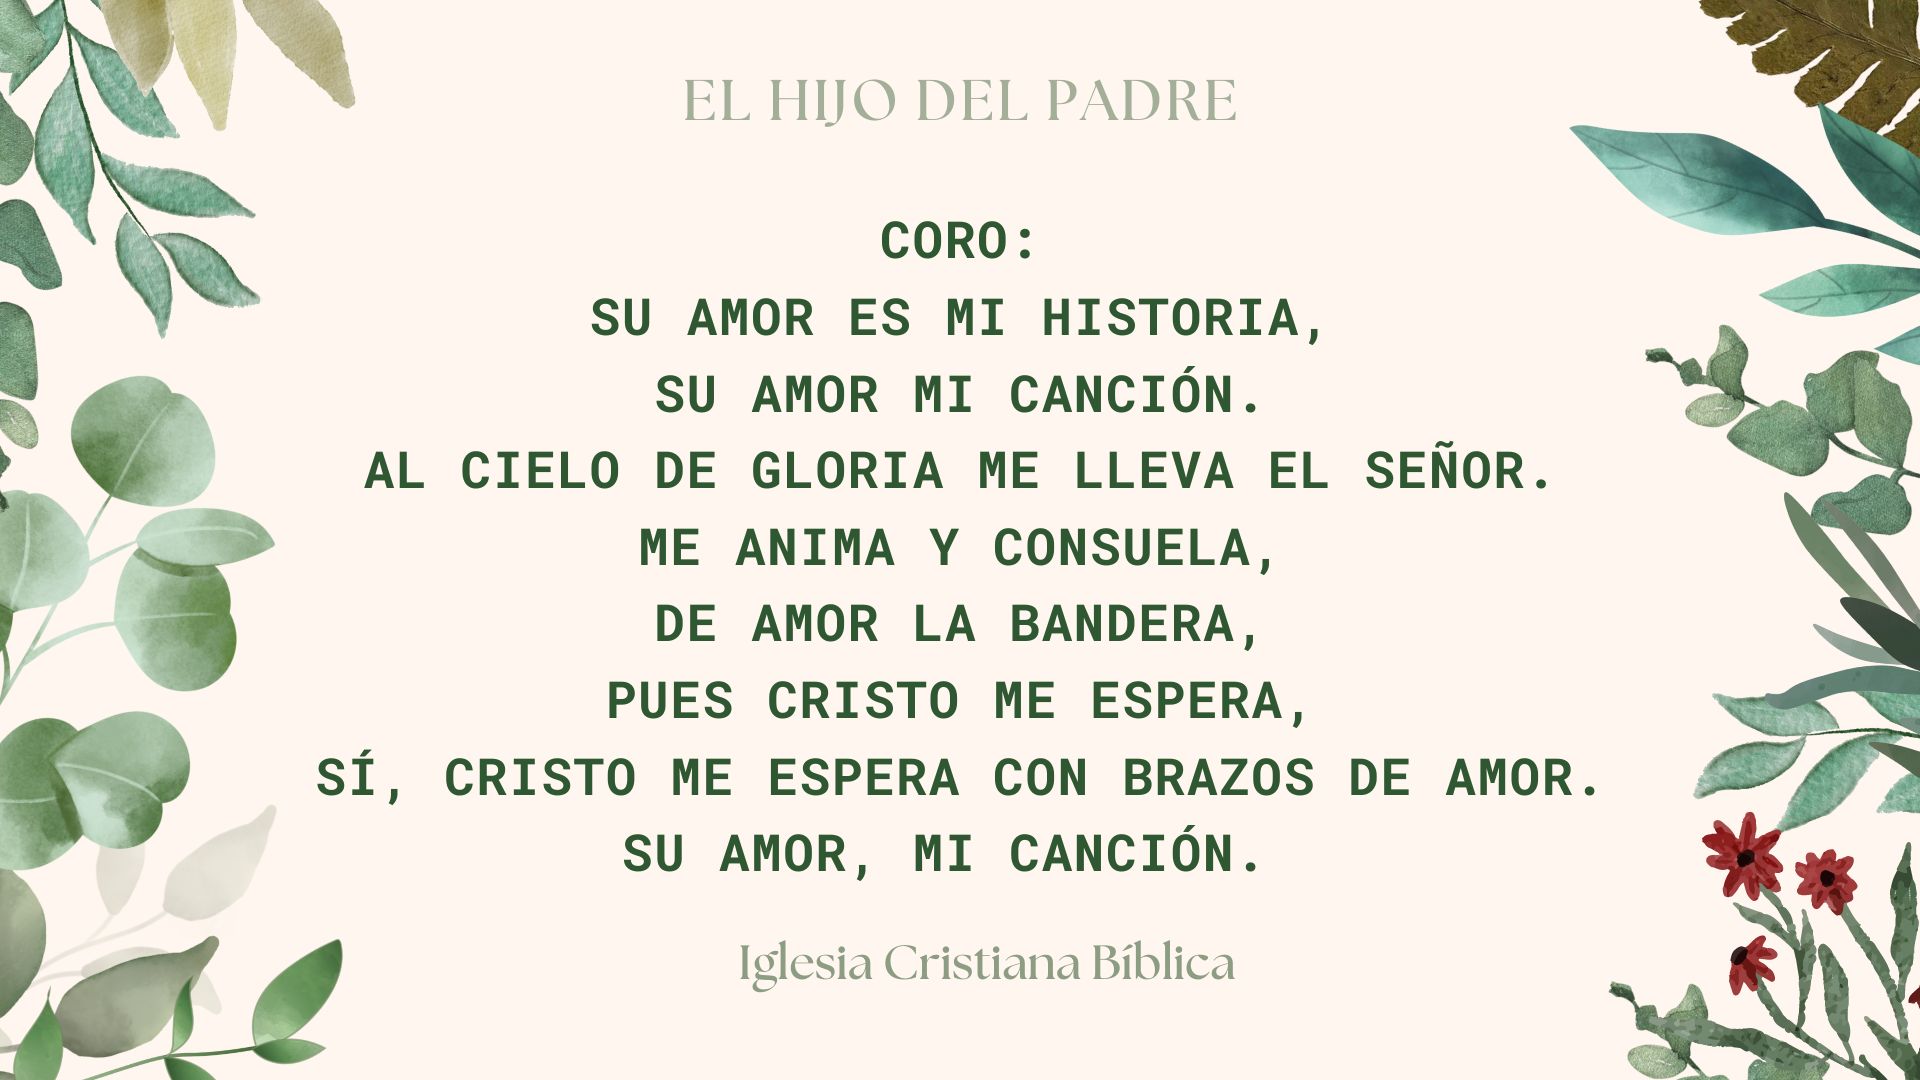 EL HIJO DEL PADRE
CORO:
SU AMOR ES MI HISTORIA,
SU AMOR MI CANCIÓN.
AL CIELO DE GLORIA ME LLEVA EL SEÑOR.
ME ANIMA Y CONSUELA,
DE AMOR LA BANDERA,
PUES CRISTO ME ESPERA,
SÍ, CRISTO ME ESPERA CON BRAZOS DE AMOR.
SU AMOR, MI CANCIÓN.
Iglesia Cristiana Bíblica